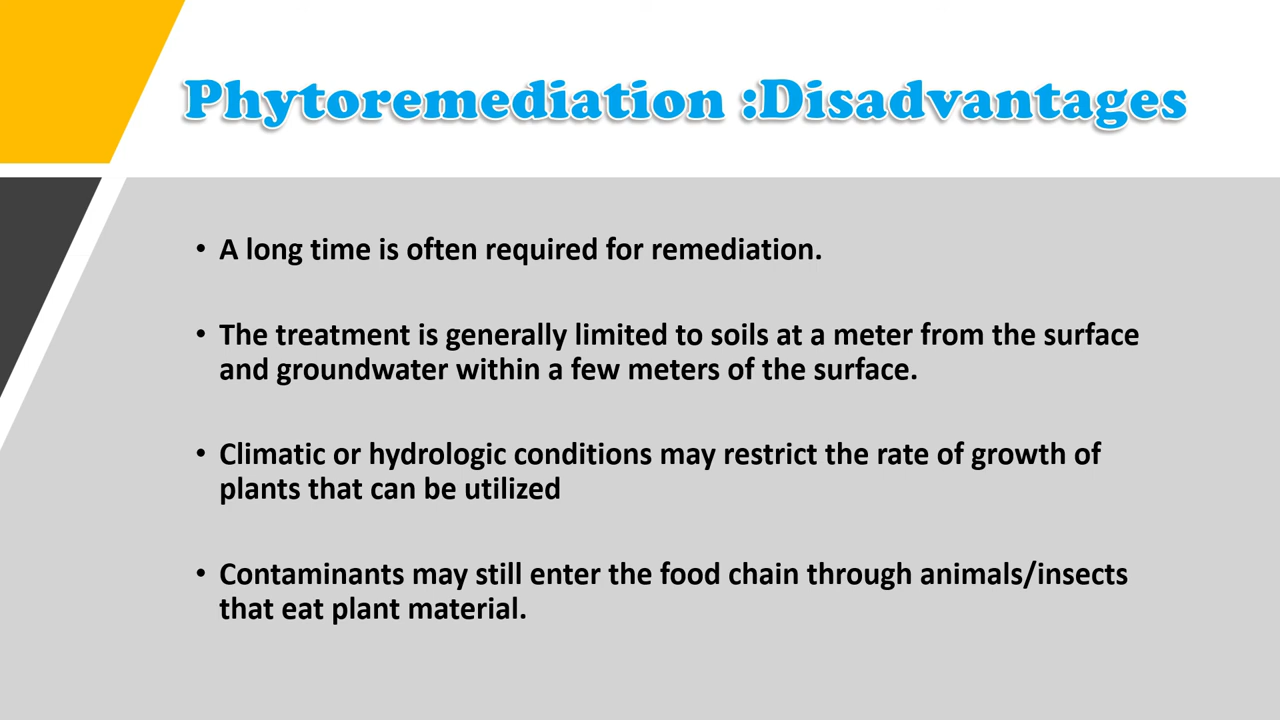 Phytoremediation :Disadvantages
• A long time is often required for remediation.
• The treatment is generally limited to soils at a meter from the surface
and groundwater within a few meters of the surface.
• Climatic or hydrologic conditions may restrict the rate of growth of
plants that can be utilized
• Contaminants may still enter the food chain through animals/insects
that eat plant material.